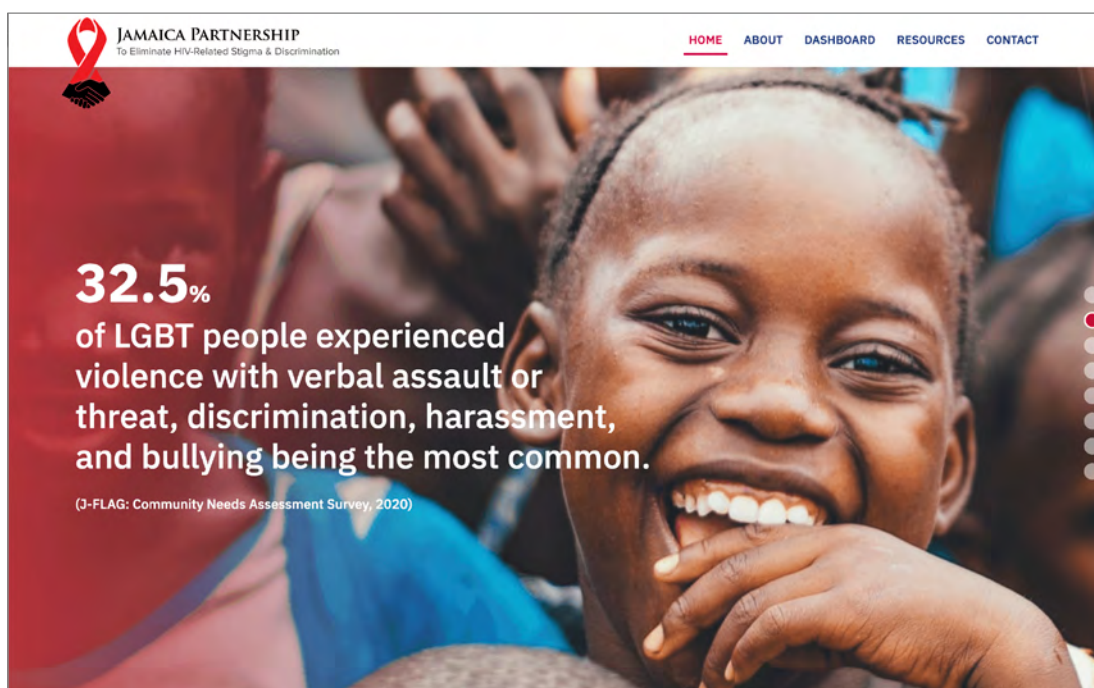 JAMAICA PARTNERSHIP
To Eliminate HIV-Related Stigma & Discrimination
HOME ABOUT DASHBOARD RESOURCES CONTACT
32.5%
of LGBT people experienced
violence with verbal assault or
threat, discrimination, harassment,
and bullying being the most common.
(J-FLAG: Community Needs Assessment Survey, 2020)